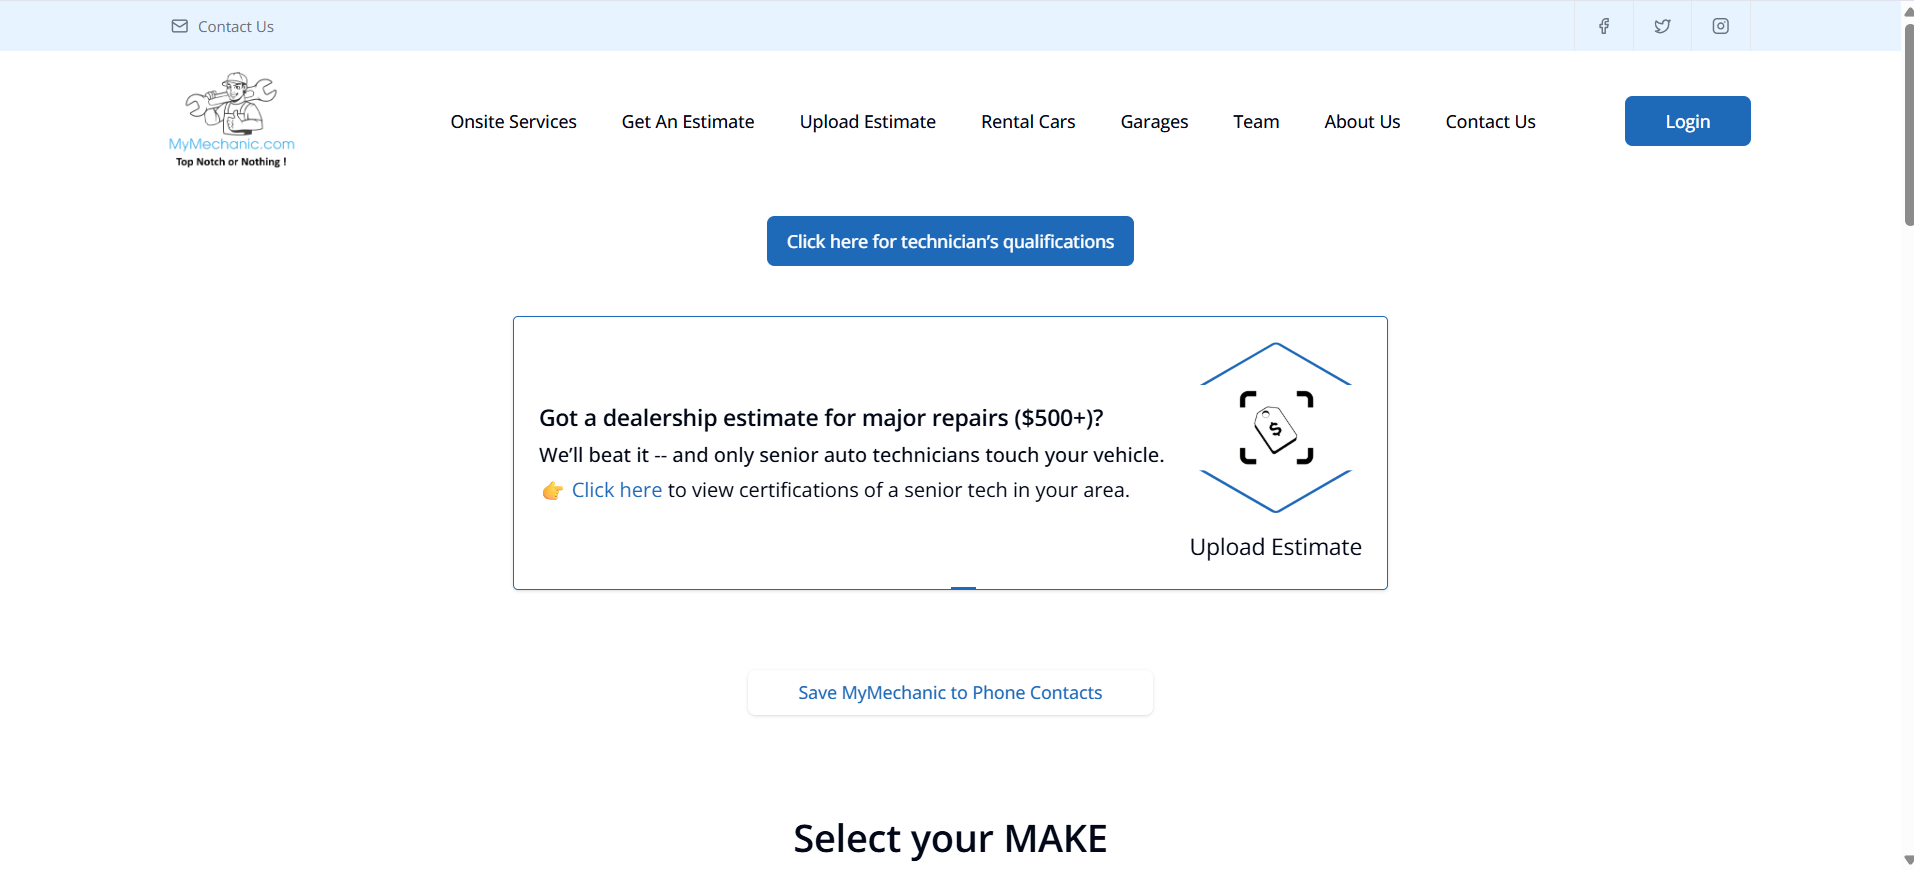 Contact Us
MyMechanic.com
Top Notch or Nothing !
Onsite Services
Get An Estimate
Upload Estimate
Rental Cars
Garages
Team
About Us
Contact Us
Login
Click here for technician’s qualifications
Got a dealership estimate for major repairs ($500+)?
We’ll beat it -- and only senior auto technicians touch your vehicle.
👉 Click here to view certifications of a senior tech in your area.
$
Upload Estimate
Save MyMechanic to Phone Contacts
Select your MAKE